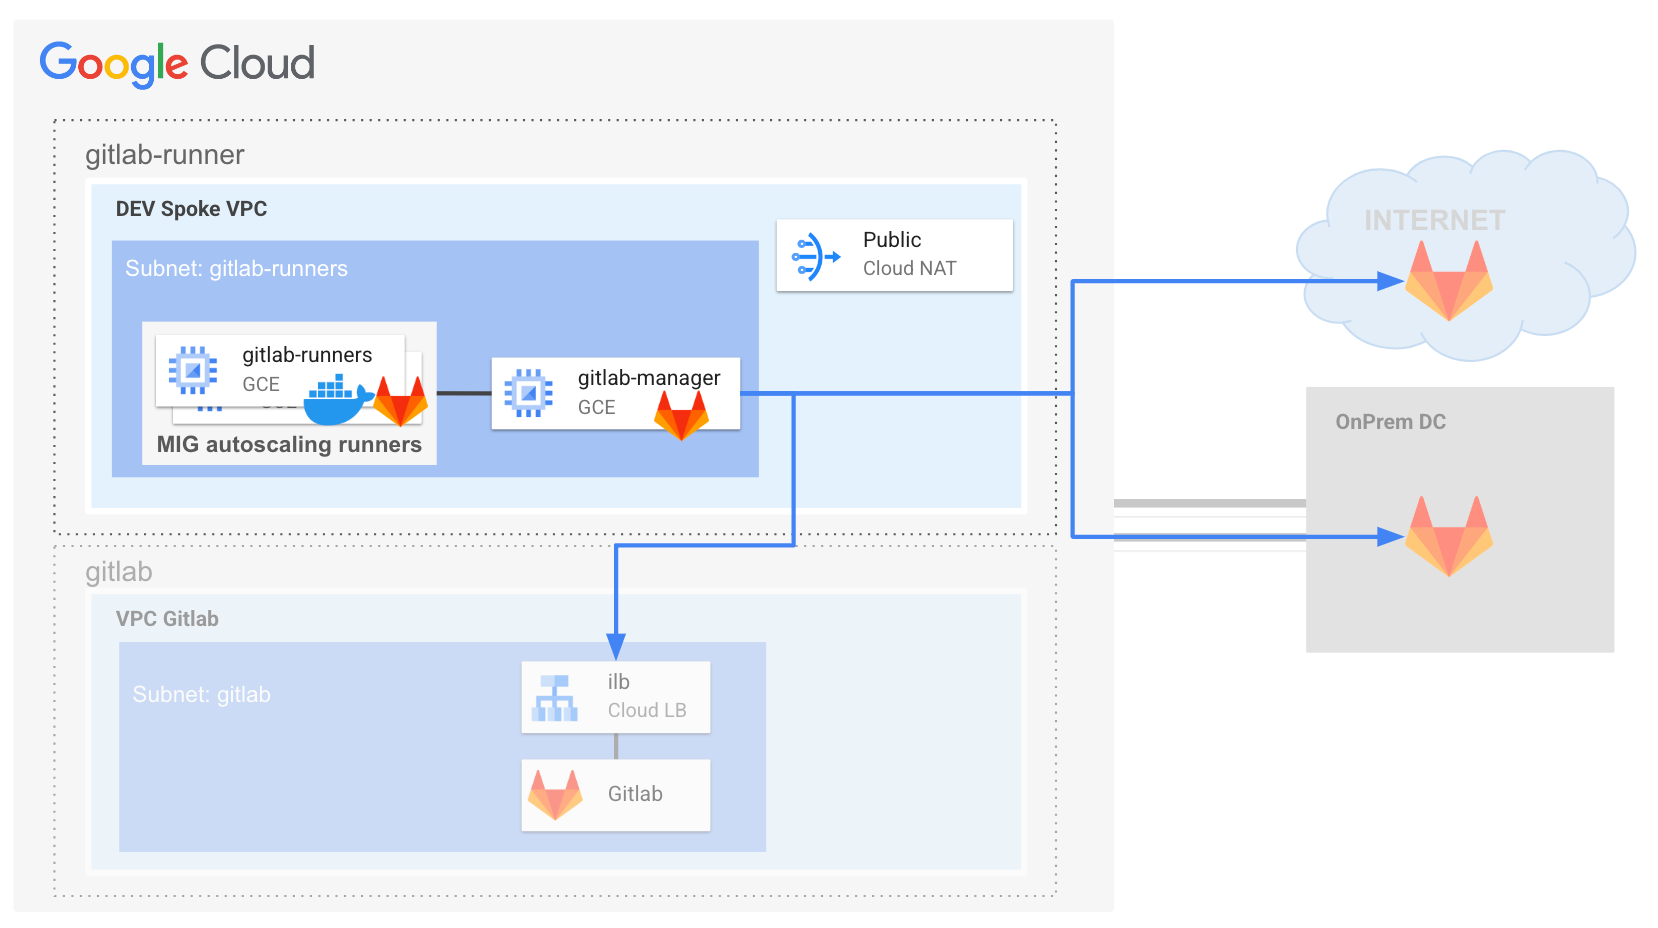 Google Cloud
gitlab-runner
DEV Spoke VPC
Public
Cloud NAT
Subnet: gitlab-runners
gitlab-runners
GCE
GCE
MIG autoscaling runners
gitlab-manager
GCE
INTERNET
OnPrem DC
gitlab
VPC Gitlab
Subnet: gitlab
ilb
Cloud LB
Gitlab